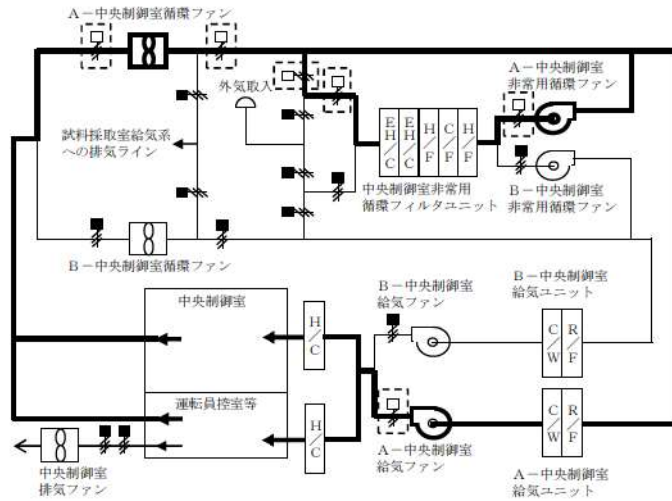 A－中央制御室循環ファン
外気取入
A－中央制御室
非常用循環ファン
試料採取室給気系
への排気ライン
E
H
/
C
E
H
/
C
H
/
F
C
/
F
H
/
F
中央制御室非常用
循環フィルタユニット
B－中央制御室
非常用循環ファン
B－中央制御室循環ファン
中央制御室
H
/
C
B－中央制御室
給気ファン
B－中央制御室
給気ユニット
C
/
W
R
/
F
運転員控室等
H
/
C
C
/
W
R
/
F
中央制御室
排気ファン
A－中央制御室
給気ファン
A－中央制御室
給気ユニット